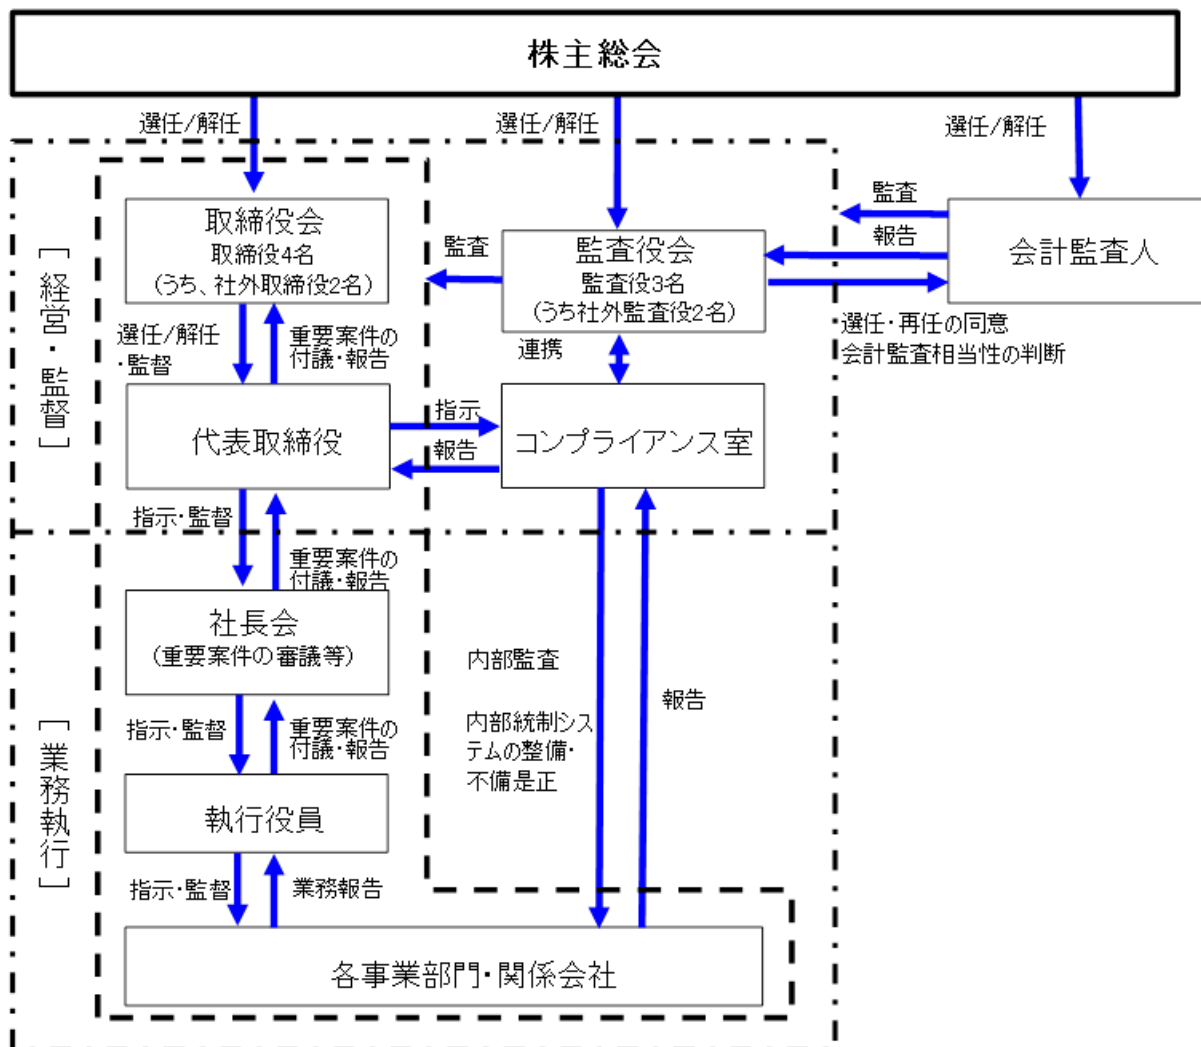 株主総会
選任/解任
選任/解任
選任/解任
[経営・監督]
取締役会
取締役4名
(うち、社外取締役2名)
監査
監査役会
監査役3名
(うち社外監査役2名)
監査
報告
会計監査人
選任・再任の同意
会計監査相当性の判断
選任/解任
・監督
重要案件の
付議・報告
連携
代表取締役
指示
報告
コンプライアンス室
指示・監督
重要案件の
付議・報告
[業務執行]
社長会
(重要案件の審議等)
内部監査
内部統制シス
テムの整備・
不備是正
報告
指示・監督
重要案件の
付議・報告
執行役員
指示・監督
業務報告
各事業部門・関係会社